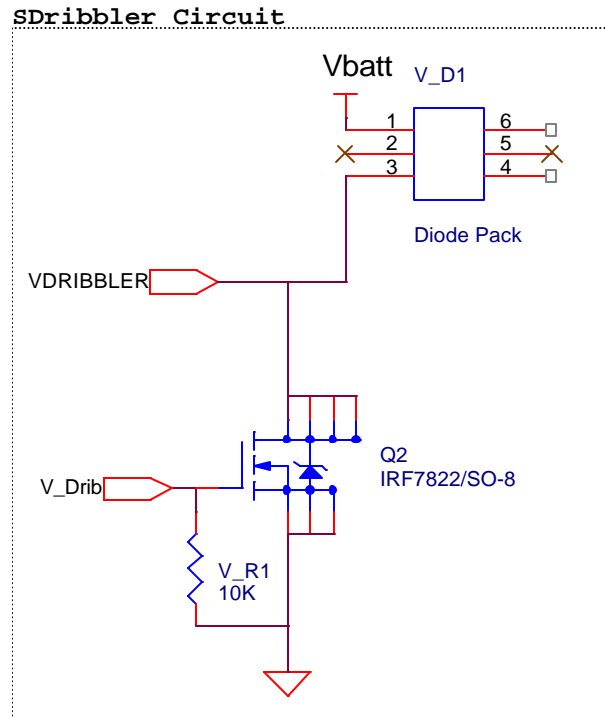 SDribbler Circuit
Vbatt
V_D1
1
6
2
5
3
4
Diode Pack
VDRIBBLER
Q2
IRF7822/SO-8
V_Drib
V_R1
10K